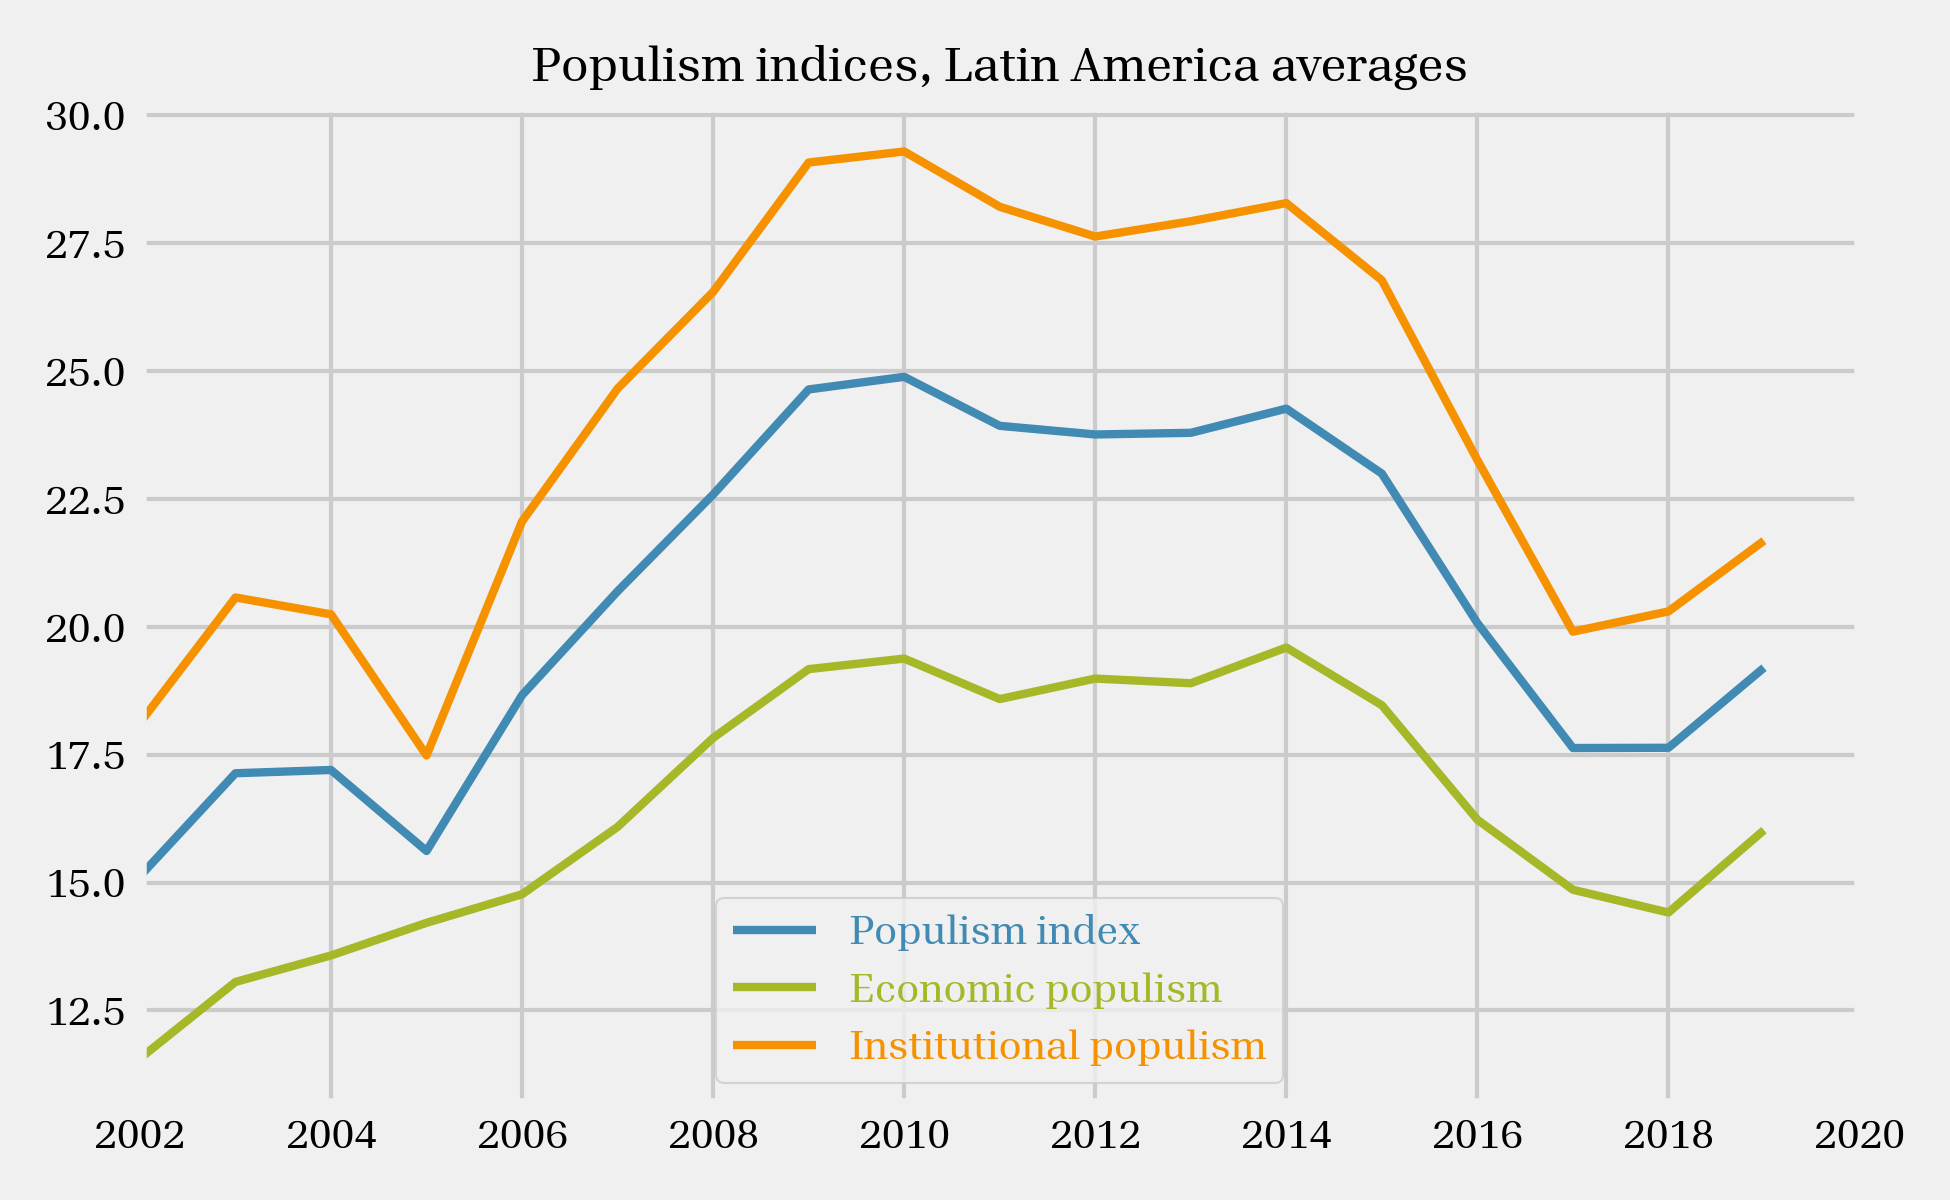 Populism indices, Latin America averages
30.0
27.5
25.0
22.5
20.0
17.5
15.0
12.5
Populism index
Economic populism
Institutional populism
2002 2004 2006 2008 2010 2012 2014 2016 2018 2020